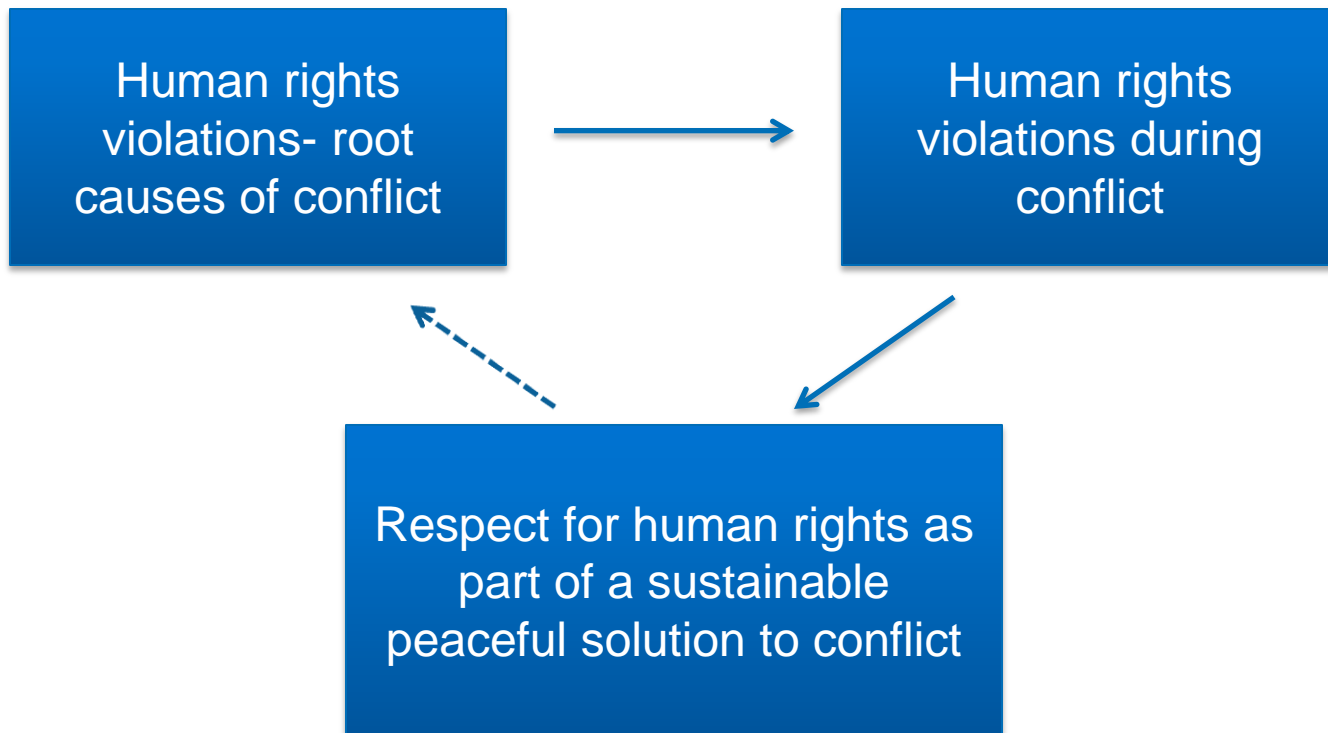 Human rights
violations- root
causes of conflict
Human rights
violations during
conflict
Respect for human rights as
part of a sustainable
peaceful solution to conflict